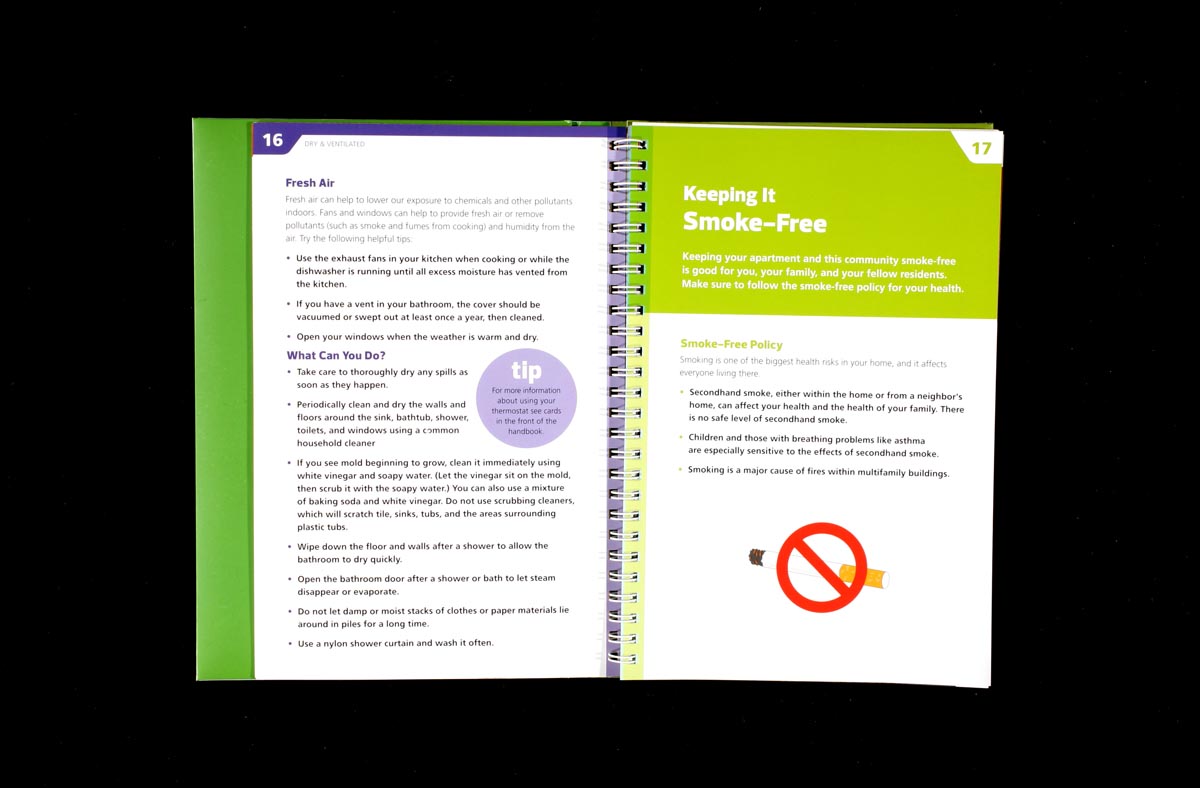 16
DRY & VENTILATED
Fresh Air
Fresh air can help to lower our exposure to chemicals and other pollutants
indoors. Fans and windows can help to provide fresh air or remove
pollutants (such as smoke and fumes from cooking) and humidity from the
air. Try the following helpful tips:
• Use the exhaust fans in your kitchen when cooking or while the
dishwasher is running until all excess moisture has vented from
the kitchen.
• If you have a vent in your bathroom, the cover should be
vacuumed or swept out at least once a year, then cleaned.
• Open your windows when the weather is warm and dry.
What Can You Do?
• Take care to thoroughly dry any spills as
soon as they happen.
• Periodically clean and dry the walls and
floors around the sink, bathtub, shower,
toilets, and windows using a common
household cleaner
tip
For more information
about using your
thermostat see cards
in the front of the
handbook.
• If you see mold beginning to grow, clean it immediately using
white vinegar and soapy water. (Let the vinegar sit on the mold,
then scrub it with the soapy water.) You can also use a mixture
of baking soda and white vinegar. Do not use scrubbing cleaners,
which will scratch tile, sinks, tubs, and the areas surrounding
plastic tubs.
• Wipe down the floor and walls after a shower to allow the
bathroom to dry quickly.
• Open the bathroom door after a shower or bath to let steam
disappear or evaporate.
• Do not let damp or moist stacks of clothes or paper materials lie
around in piles for a long time.
• Use a nylon shower curtain and wash it often.
17
Keeping It
Smoke–Free
Keeping your apartment and this community smoke-free
is good for you, your family, and your fellow residents.
Make sure to follow the smoke-free policy for your health.
Smoke–Free Policy
Smoking is one of the biggest health risks in your home, and it affects
everyone living there.
• Secondhand smoke, either within the home or from a neighbor's
home, can affect your health and the health of your family. There
is no safe level of secondhand smoke.
• Children and those with breathing problems like asthma
are especially sensitive to the effects of secondhand smoke.
• Smoking is a major cause of fires within multifamily buildings.